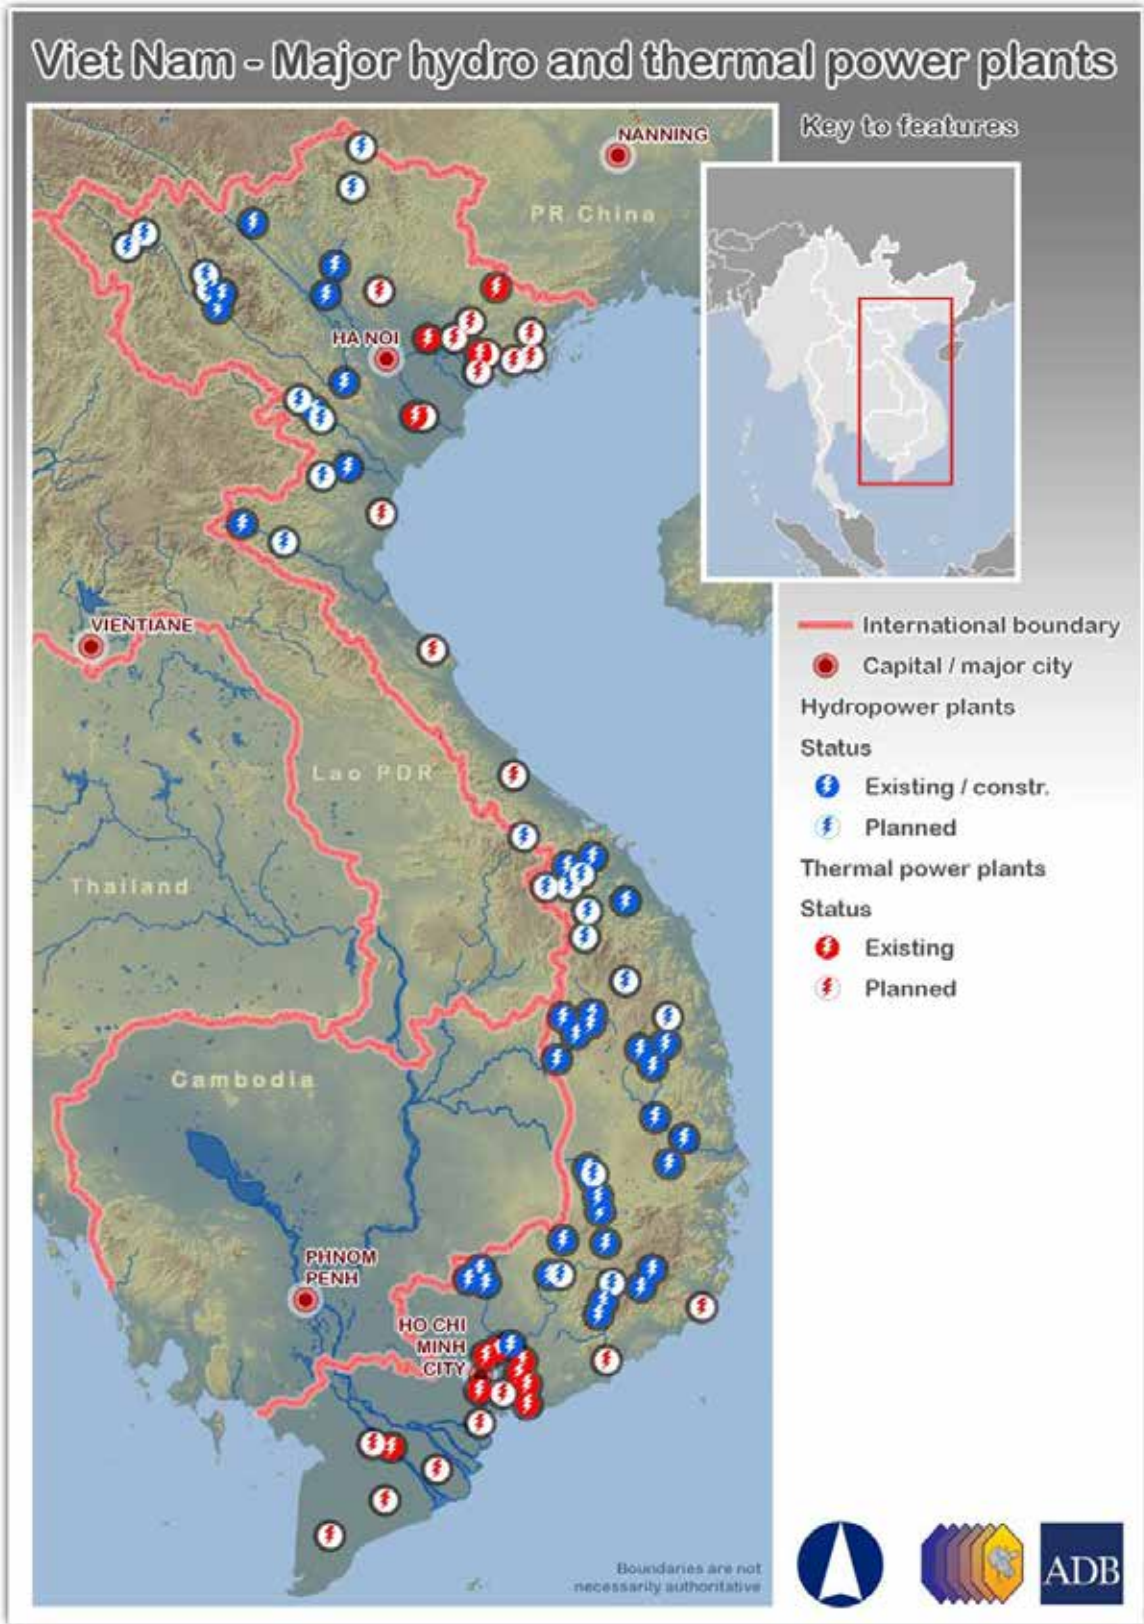 Viet Nam - Major hydro and thermal power plants
Key to features
NANNING
PR China
HA NOI
VIENTIANE
Lao PDR
Thailand
Cambodia
PHNOM
PENH
HO CHI
MINH
CITY
International boundary
Capital / major city
Hydropower plants
Status
Existing / constr.
Planned
Thermal power plants
Status
Existing
Planned
Boundaries are not
necessarily authoritative
ADB